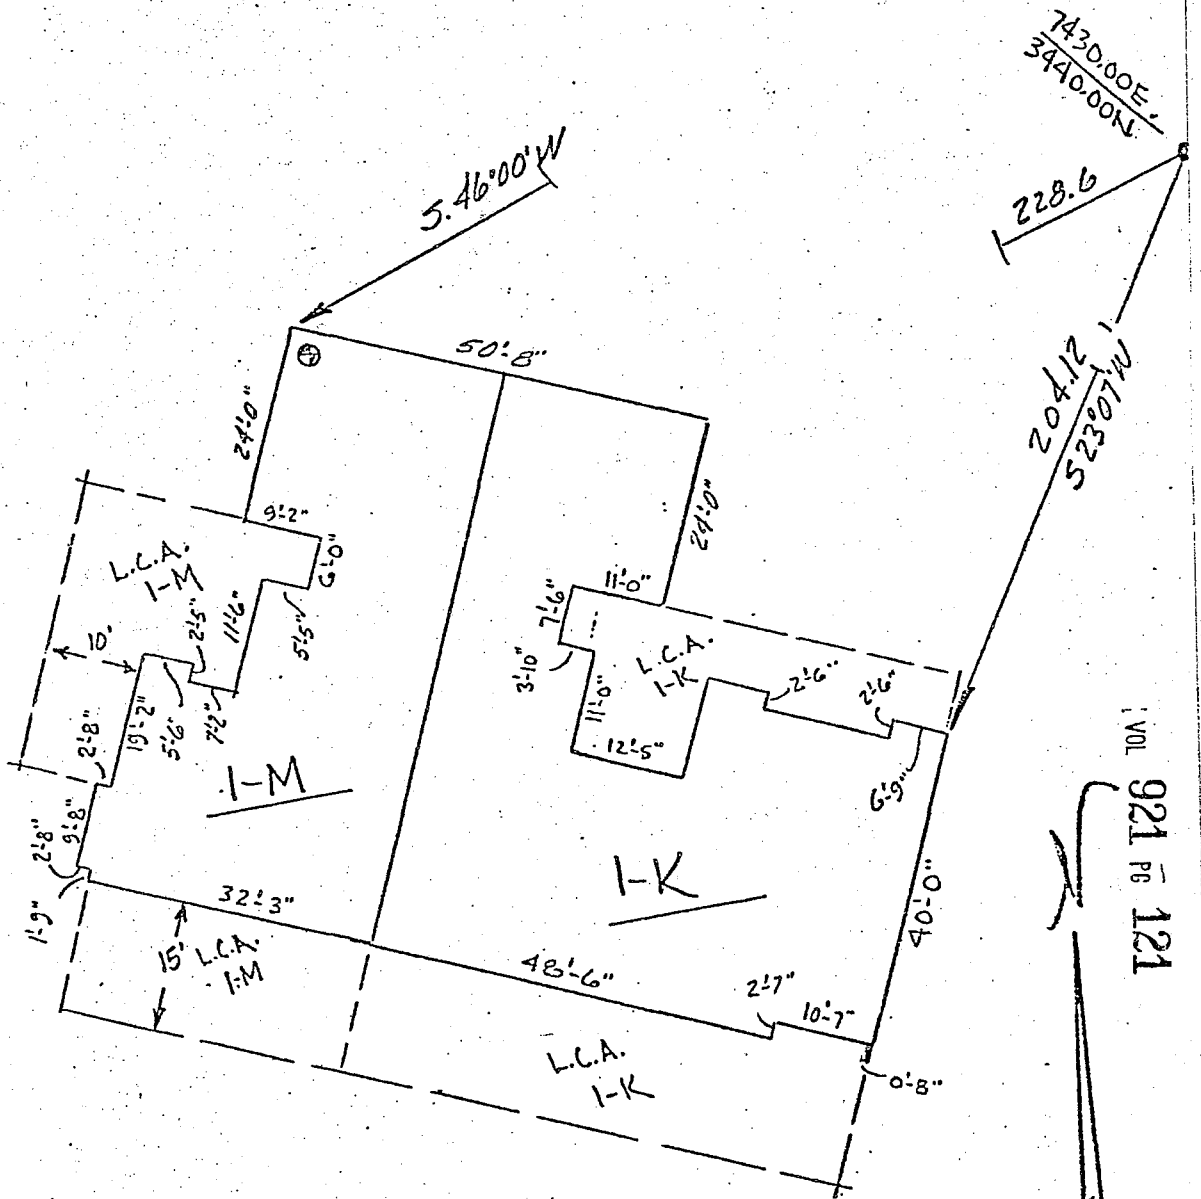 7430.00E.
3440.00N.
228.6
S.46°00'W
204.12'
S23°07'W
50'-8"
24'-0"
24'-0"
9'-2"
6'-0"
5'-5"
11'-6"
L.C.A.
1-M
2'-5"
10'
5'-6"
7'-2"
19'-2"
2'-8"
9'-8"
2'-8"
1'-9"
1-M
32'-3"
15'
L.C.A.
1-M
11'-0"
7'-6"
3'-10"
L.C.A.
1-K
11'-0"
12'-5"
2'-6"
2'-6"
6'-9"
1-K
40'-0"
48'-6"
2'-7"
10'-7"
0'-8"
L.C.A.
1-K
VOL 921 PG 121